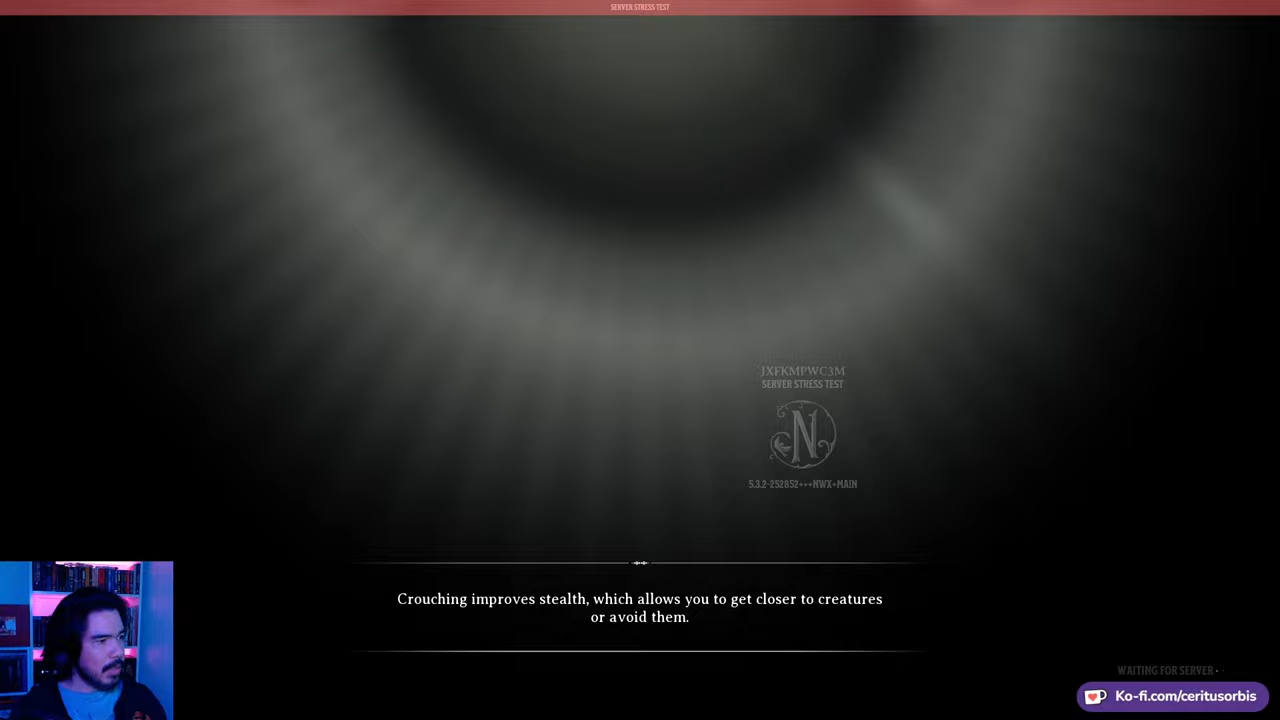 SERVER STRESS TEST
JXFKMPWC3M
SERVER STRESS TEST
N
5.3.2-252852+++NWX+MAIN
Crouching improves stealth, which allows you to get closer to creatures
or avoid them.
WAITING FOR SERVER
Ko-fi.com/ceritusorbis